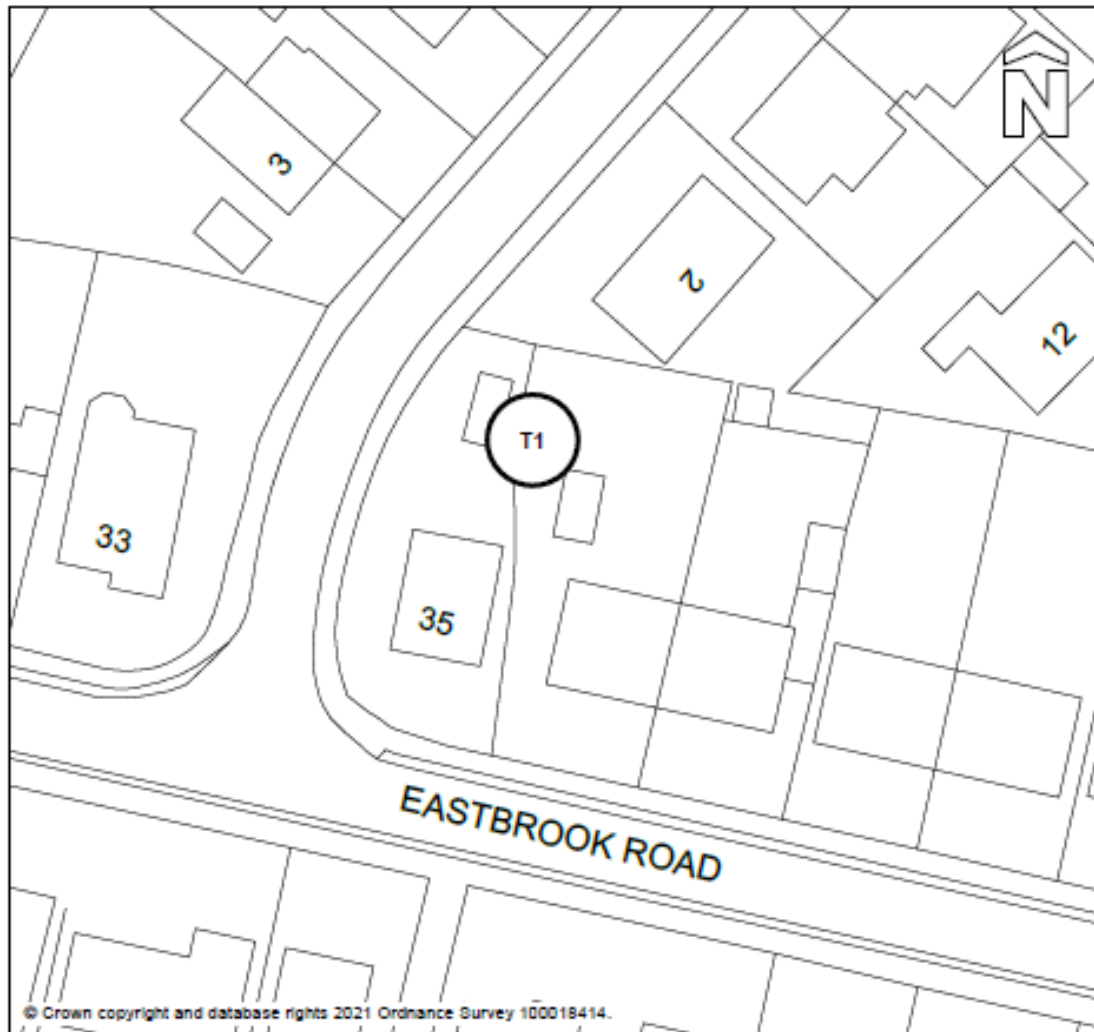 N
3
2
12
T1
33
35
EASTBROOK ROAD
© Crown copyright and database rights 2021 Ordnance Survey 100018414.